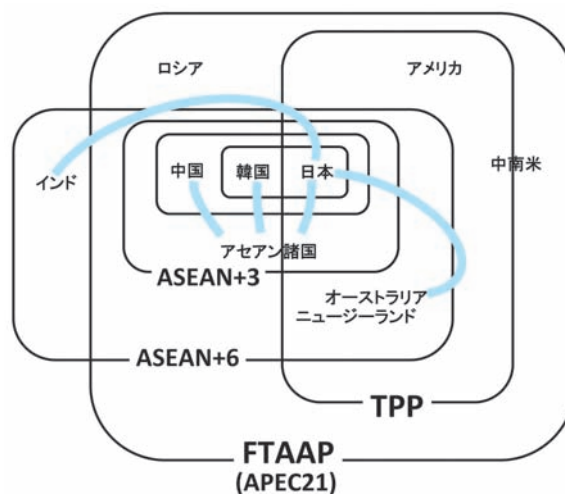 ロシア
アメリカ
インド
中国
韓国
日本
中南米
アセアン諸国
ASEAN+3
オーストラリア
ニュージーランド
ASEAN+6
TPP
FTAAP
(APEC21)